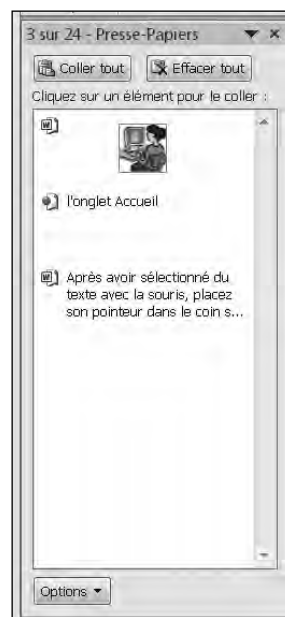 3 sur 24 - Presse-Papiers
Coller tout
Effacer tout
Cliquez sur un élément pour le coller :
l'onglet Accueil
Après avoir sélectionné du
texte avec la souris, placez
son pointeur dans le coin s...
Options